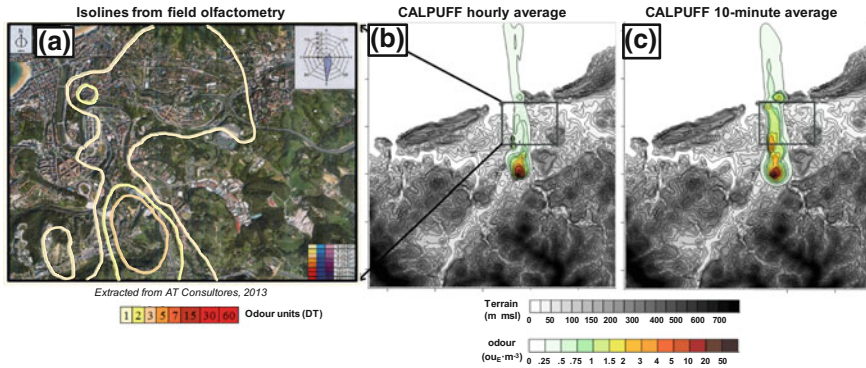 Isolines from field olfactometry
CALPUFF hourly average
CALPUFF 10-minute average
(a)
(b)
(c)
N
Extracted from AT Consultores, 2013
1 2 3 5 7 15 30 60 Odour units (DT)
Terrain
(m msl)
0 50 100 150 200 300 400 500 600 700
odour
(ouE·m-3)
0 .25 .5 .75 1 1.5 2 3 4 5 10 20 50